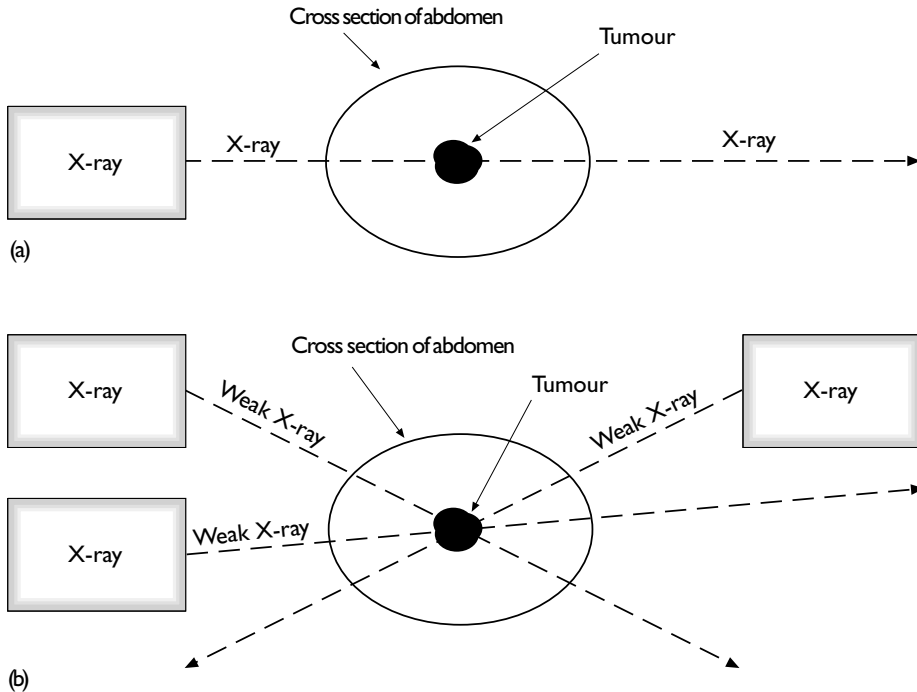 Cross section of abdomen
Tumour
X-ray
X-ray
X-ray
(a)
Cross section of abdomen
X-ray
Weak X-ray
Tumour
Weak X-ray
X-ray
X-ray
Weak X-ray
(b)